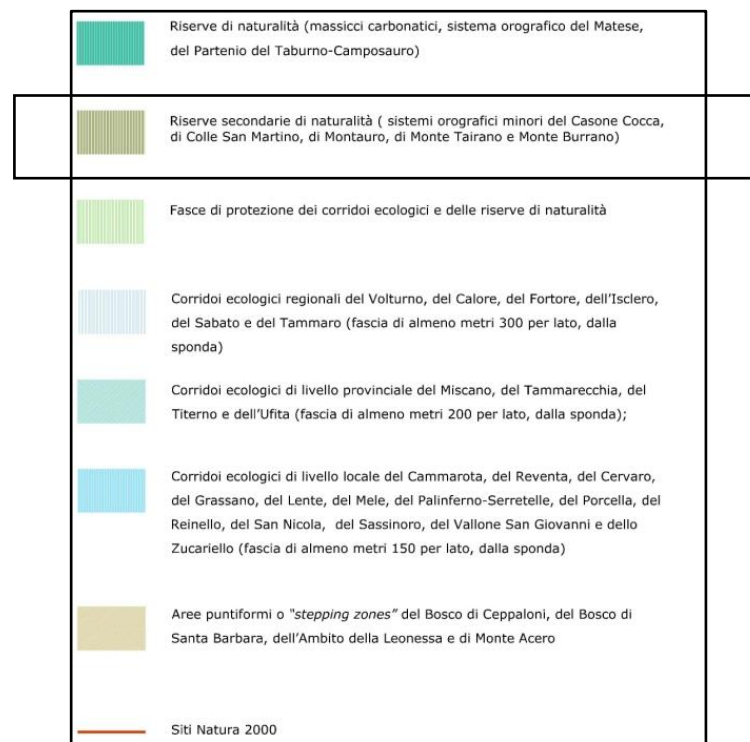 Riserve di naturalità (massicci carbonatici, sistema orografico del Matese,
del Partenio del Taburno-Camposauro)
Riserve secondarie di naturalità ( sistemi orografici minori del Casone Cocca,
di Colle San Martino, di Montauro, di Monte Tairano e Monte Burrano)
Fasce di protezione dei corridoi ecologici e delle riserve di naturalità
Corridoi ecologici regionali del Volturno, del Calore, del Fortore, dell'Isclero,
del Sabato e del Tammaro (fascia di almeno metri 300 per lato, dalla
sponda)
Corridoi ecologici di livello provinciale del Miscano, del Tammarecchia, del
Titerno e dell'Ufita (fascia di almeno metri 200 per lato, dalla sponda);
Corridoi ecologici di livello locale del Cammarota, del Reventa, del Cervaro,
del Grassano, del Lente, del Mele, del Palinferno-Serretelle, del Porcella, del
Reinello, del San Nicola, del Sassinoro, del Vallone San Giovanni e dello
Zucariello (fascia di almeno metri 150 per lato, dalla sponda)
Aree puntiformi o "stepping zones" del Bosco di Ceppaloni, del Bosco di
Santa Barbara, dell'Ambito della Leonessa e di Monte Acero
Siti Natura 2000